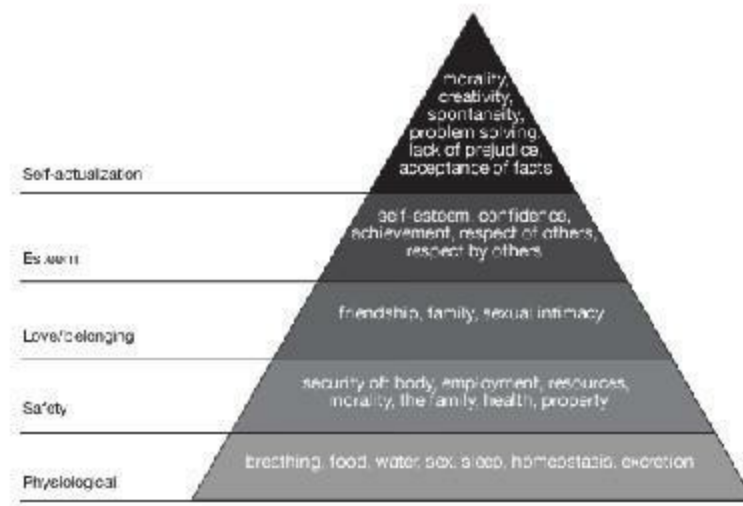 morality,
creativity,
spontaneity,
problem solving,
lack of prejudice,
acceptance of facts
Self-actualization
self-esteem, confidence,
achievement, respect of others,
respect by others
Esteem
friendship, family, sexual intimacy
Love/belonging
security of: body, employment, resources,
morality, the family, health, property
Safety
breathing, food, water, sex, sleep, homeostasis, excretion
Physiological